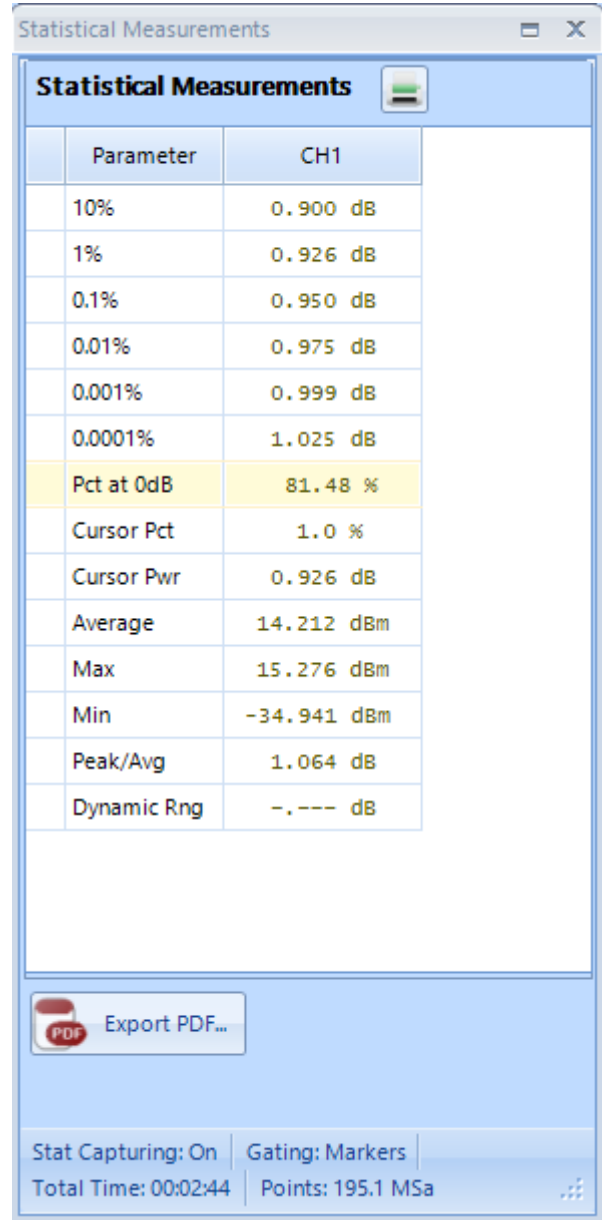 Statistical Measurements
Statistical Measurements
Parameter CH1
10% 0.900 dB
1% 0.926 dB
0.1% 0.950 dB
0.01% 0.975 dB
0.001% 0.999 dB
0.0001% 1.025 dB
Pct at 0dB 81.48 %
Cursor Pct 1.0 %
Cursor Pwr 0.926 dB
Average 14.212 dBm
Max 15.276 dBm
Min -34.941 dBm
Peak/Avg 1.064 dB
Dynamic Rng -.--- dB
PDF Export PDF...
Stat Capturing: On Gating: Markers
Total Time: 00:02:44 Points: 195.1 MSa